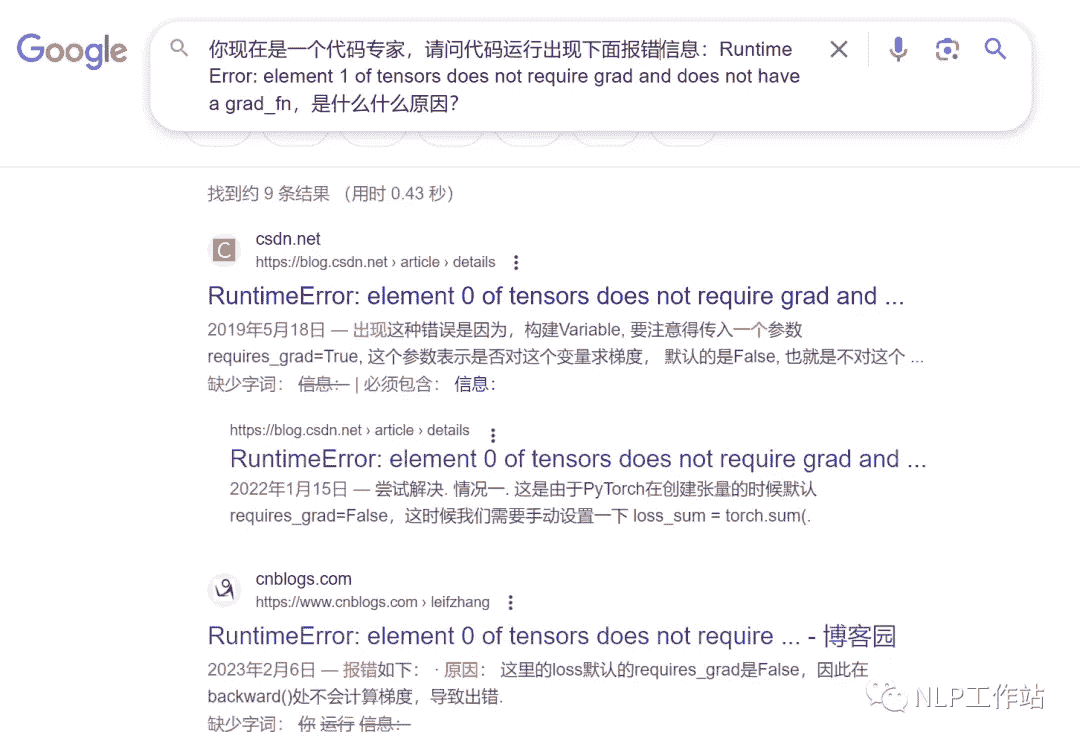 Google
你现在是一个代码专家，请问代码运行出现下面报错信息：Runtime
Error: element 1 of tensors does not require grad and does not have
a grad_fn，是什么什么原因？
找到约 9 条结果 （用时 0.43 秒）
C
csdn.net
https://blog.csdn.net › article › details
RuntimeError: element 0 of tensors does not require grad and ...
2019年5月18日 — 出现这种错误是因为，构建Variable, 要注意得传入一个参数
requires_grad=True, 这个参数表示是否对这个变量求梯度， 默认的是False, 也就是不对这个 ...
缺少字词： 信息： | 必须包含： 信息：
https://blog.csdn.net › article › details
RuntimeError: element 0 of tensors does not require grad and ...
2022年1月15日 — 尝试解决. 情况一. 这是由于PyTorch在创建张量的时候默认
requires_grad=False，这时候我们需要手动设置一下 loss_sum = torch.sum(.
cnblogs.com
https://www.cnblogs.com › leifzhang
RuntimeError: element 0 of tensors does not require ... - 博客园
2023年2月6日 — 报错如下： · 原因： 这里的loss默认的requires_grad是False，因此在
backward()处不会计算梯度，导致出错.
缺少字词： 你 运行 信息：
NLP工作站